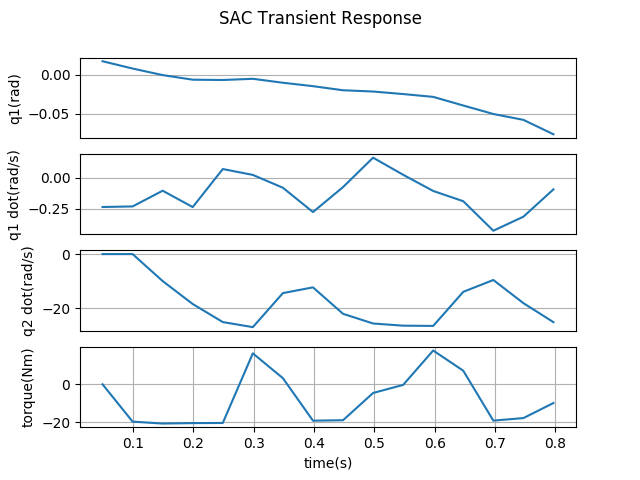 SAC Transient Response
q1(rad)
0.00
−0.05
q1 dot(rad/s)
0.00
−0.25
q2 dot(rad/s)
0
−20
torque(Nm)
0
−20
0.1 0.2 0.3 0.4 0.5 0.6 0.7 0.8
time(s)